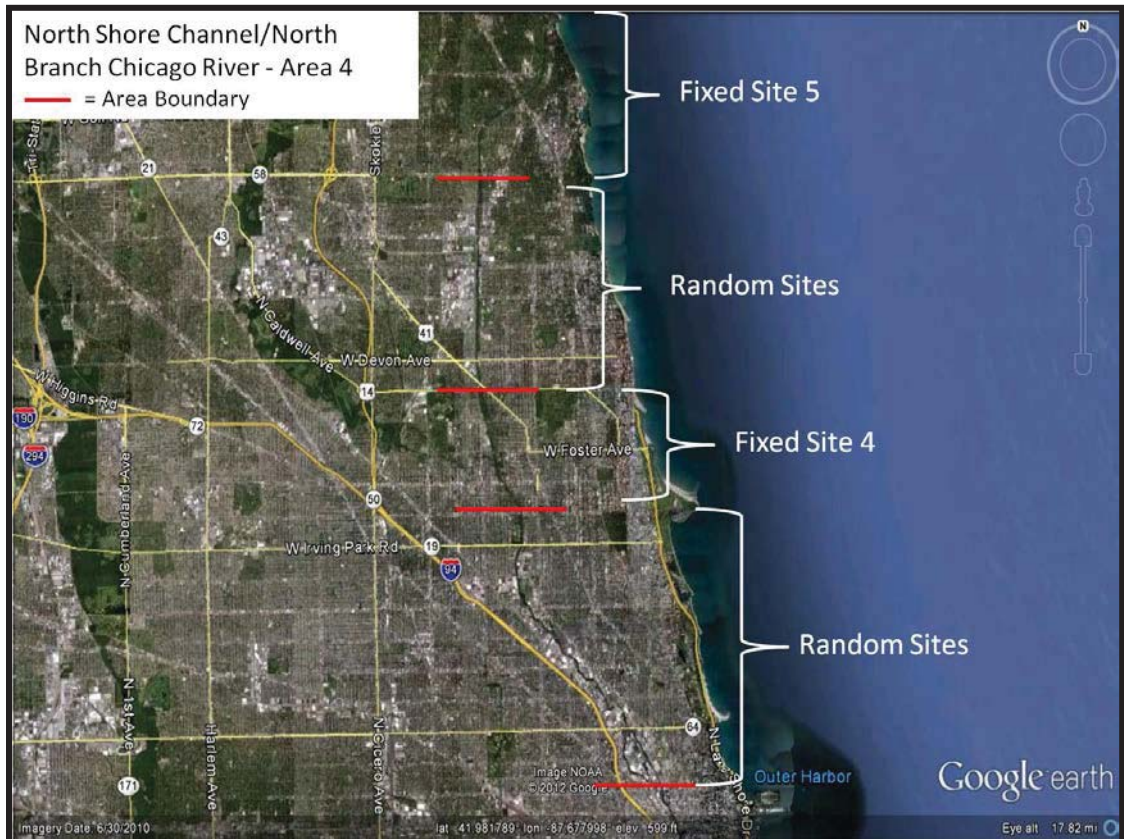 North Shore Channel/North
Branch Chicago River - Area 4
= Area Boundary
Fixed Site 5
Tri-Stat
Skokie
21
58
43
Random Sites
N Caldwell Ave
41
W Devon Ave
14
W Higgins Rd
190
72
294
W Foster Ave
Fixed Site 4
50
N Cumberland Ave
W Irving Park Rd
19
94
Random Sites
N 1st Ave
Harlem Ave
N Cicero Ave
64
Image NOAA
© 2012 Google
Outer Harbor
Google earth
171
N
Imagery Date: 6/30/2010
lat 41.981789° lon -87.677998° elev 599 ft
Eye alt 17.82 mi